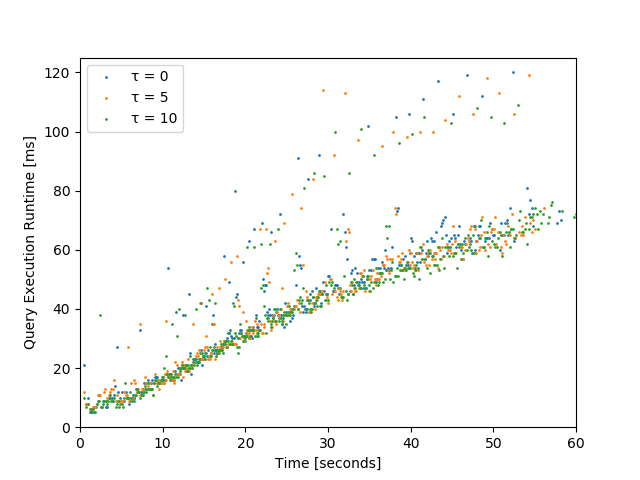 τ = 0
τ = 5
τ = 10
120
100
80
60
40
20
0
Query Execution Runtime [ms]
0 10 20 30 40 50 60
Time [seconds]